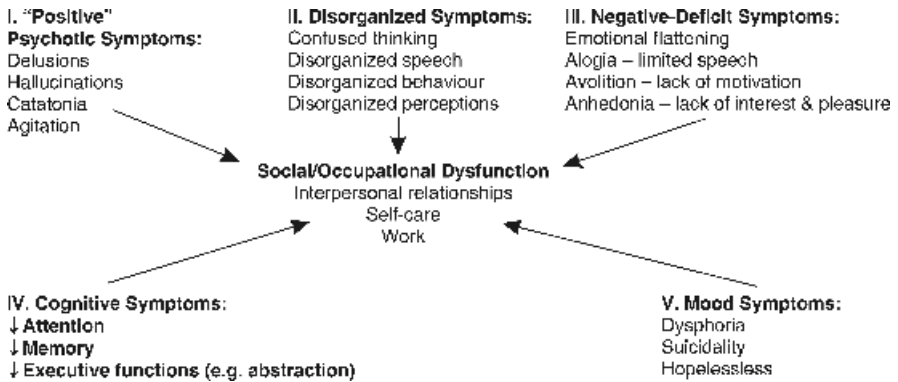 I. “Positive”
Psychotic Symptoms:
Delusions
Hallucinations
Catatonia
Agitation
II. Disorganized Symptoms:
Confused thinking
Disorganized speech
Disorganized behaviour
Disorganized perceptions
III. Negative-Deficit Symptoms:
Emotional flattening
Alogia – limited speech
Avolition – lack of motivation
Anhedonia – lack of interest & pleasure
Social/Occupational Dysfunction
Interpersonal relationships
Self-care
Work
IV. Cognitive Symptoms:
↓ Attention
↓ Memory
↓ Executive functions (e.g. abstraction)
V. Mood Symptoms:
Dysphoria
Suicidality
Hopelessless